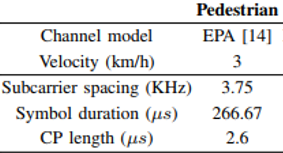 Pedestrian
Channel model EPA [14]
Velocity (km/h) 3
Subcarrier spacing (KHz) 3.75
Symbol duration (μs) 266.67
CP length (μs) 2.6